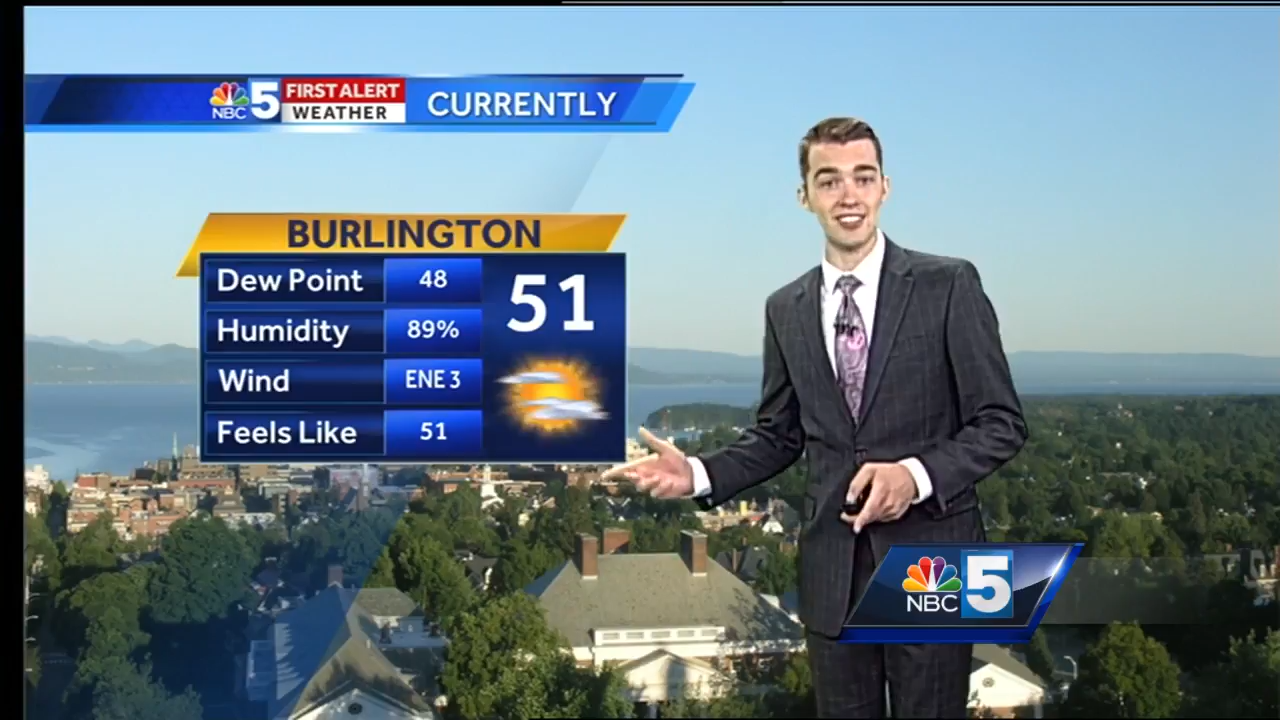 NBC 5 FIRST ALERT WEATHER CURRENTLY
BURLINGTON
Dew Point 48 51
Humidity 89%
Wind ENE 3
Feels Like 51
NBC 5